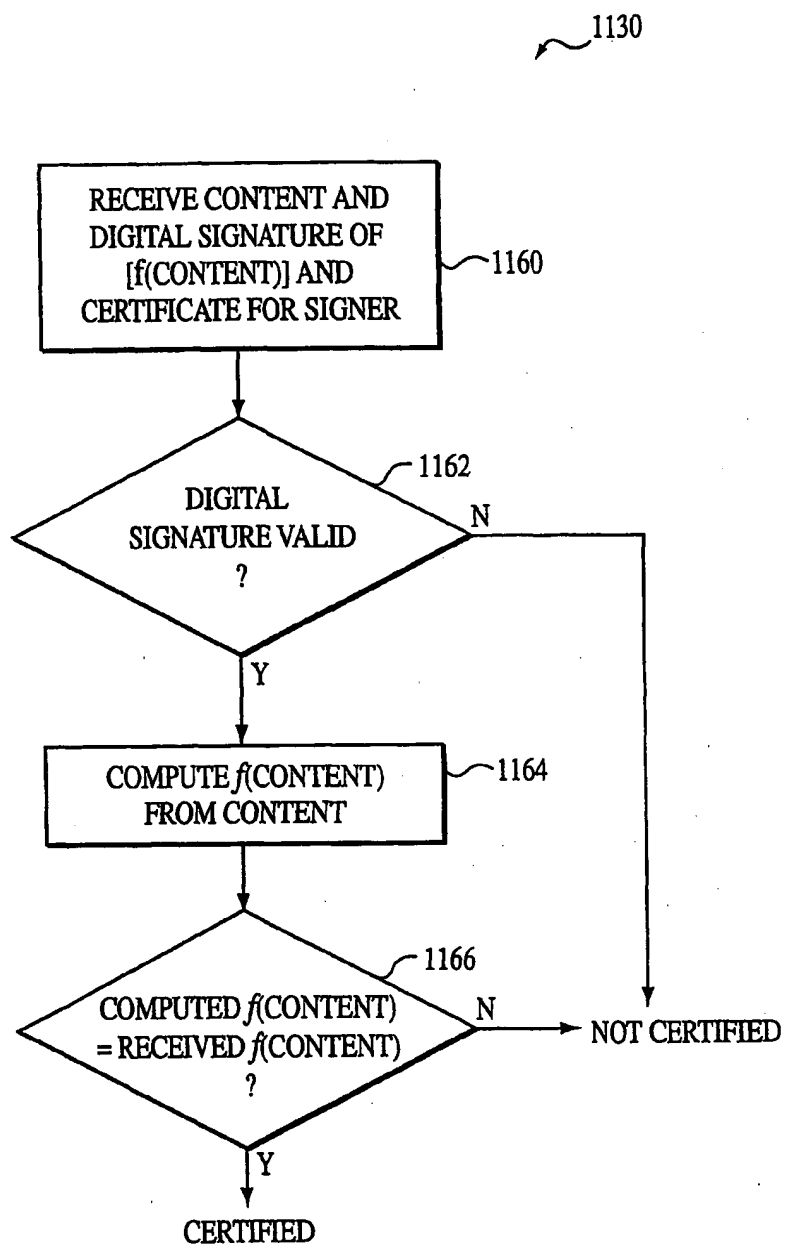 1130
RECEIVE CONTENT AND
DIGITAL SIGNATURE OF
[f(CONTENT)] AND
CERTIFICATE FOR SIGNER
1160
1162
DIGITAL
SIGNATURE VALID
?
N
Y
COMPUTE f(CONTENT)
FROM CONTENT
1164
1166
COMPUTED f(CONTENT)
= RECEIVED f(CONTENT)
?
N
NOT CERTIFIED
Y
CERTIFIED